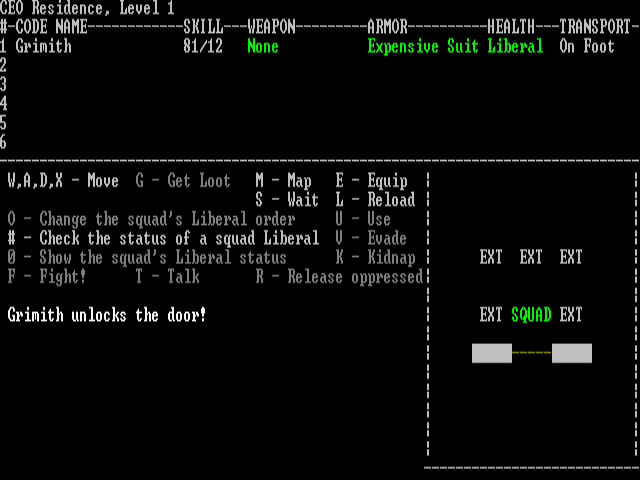 CEO Residence, Level 1
#-CODE NAME------------SKILL---WEAPON---------ARMOR----------HEALTH---TRANSPORT-
1 Grimith              81/12   None           Expensive Suit Liberal  On Foot
2
3
4
5
6
W,A,D,X - Move  G - Get Loot   M - Map   E - Equip
S - Wait  L - Reload
O - Change the squad's Liberal order     U - Use
# - Check the status of a squad Liberal  V - Evade
0 - Show the squad's Liberal status      K - Kidnap
F - Fight!      T - Talk       R - Release oppressed
EXT  EXT  EXT
Grimith unlocks the door!
EXT SQUAD EXT